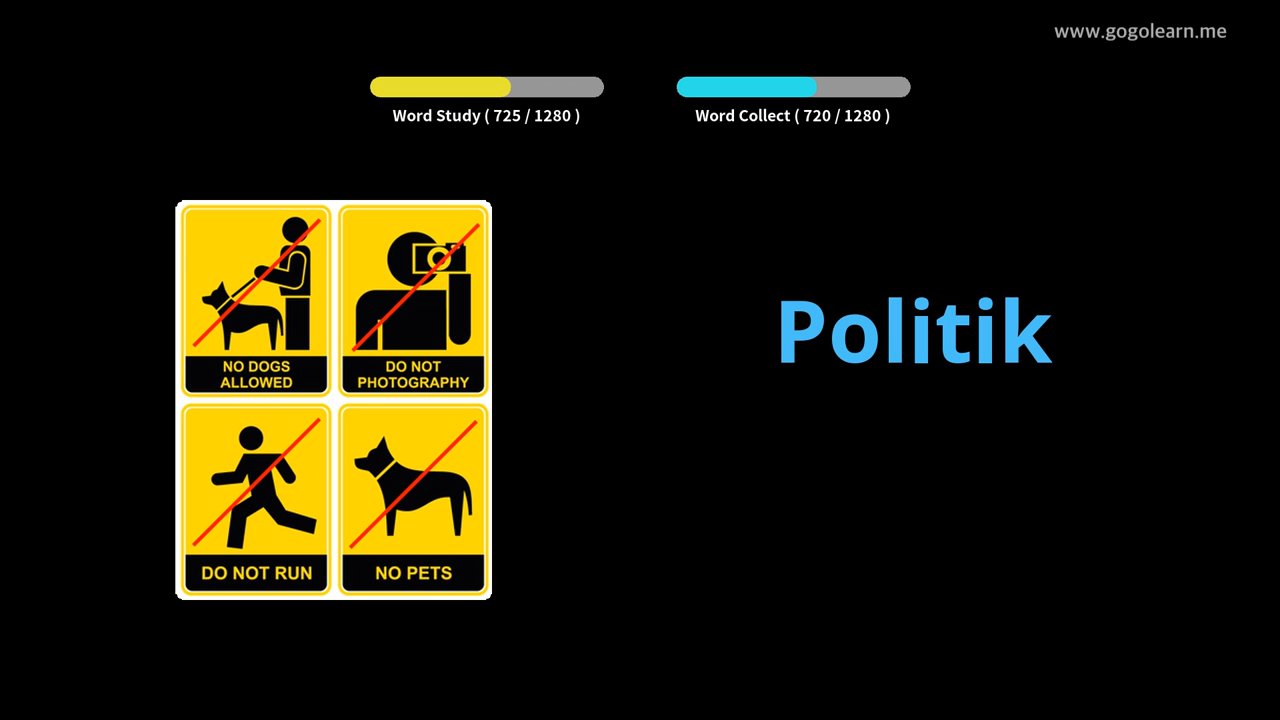 www.gogolearn.me
Word Study ( 725 / 1280 )
Word Collect ( 720 / 1280 )
NO DOGS
ALLOWED
DO NOT
PHOTOGRAPHY
DO NOT RUN
NO PETS
Politik